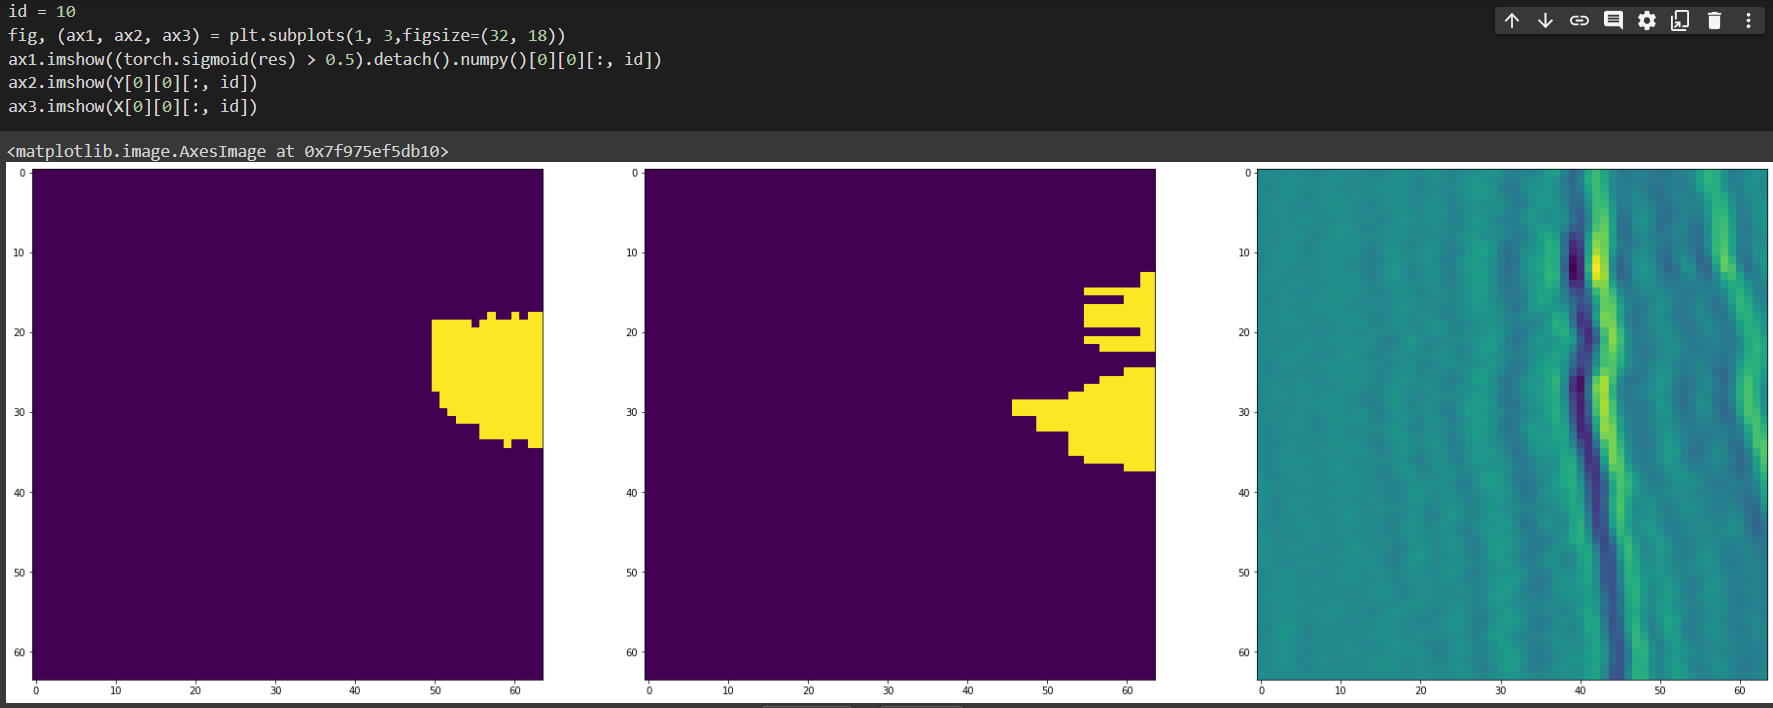 id = 10
fig, (ax1, ax2, ax3) = plt.subplots(1, 3,figsize=(32, 18))
ax1.imshow((torch.sigmoid(res) > 0.5).detach().numpy()[0][0][:, id])
ax2.imshow(Y[0][0][:, id])
ax3.imshow(X[0][0][:, id])
<matplotlib.image.AxesImage at 0x7f975ef5db10>
0
10
20
30
40
50
60
0 10 20 30 40 50 60
0
10
20
30
40
50
60
0 10 20 30 40 50 60
0
10
20
30
40
50
60
0 10 20 30 40 50 60